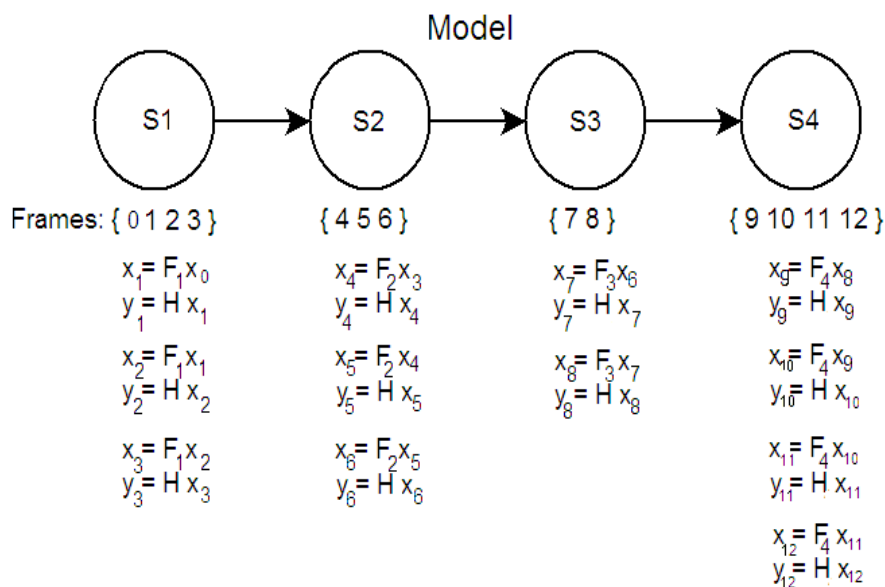 Model
S1 S2 S3 S4
Frames: { 0 1 2 3 } { 4 5 6 } { 7 8 } { 9 10 11 12 }
x₁= F₁x₀
y₁= H x₁
x₂= F₁x₁
y₂= H x₂
x₃= F₁x₂
y₃= H x₃
x₄= F₂x₃
y₄= H x₄
x₅= F₂x₄
y₅= H x₅
x₆= F₂x₅
y₆= H x₆
x₇= F₃x₆
y₇= H x₇
x₈= F₃x₇
y₈= H x₈
x₉= F₄x₈
y₉= H x₉
x₁₀= F₄x₉
y₁₀= H x₁₀
x₁₁= F₄x₁₀
y₁₁= H x₁₁
x₁₂= F₄x₁₁
y₁₂= H x₁₂